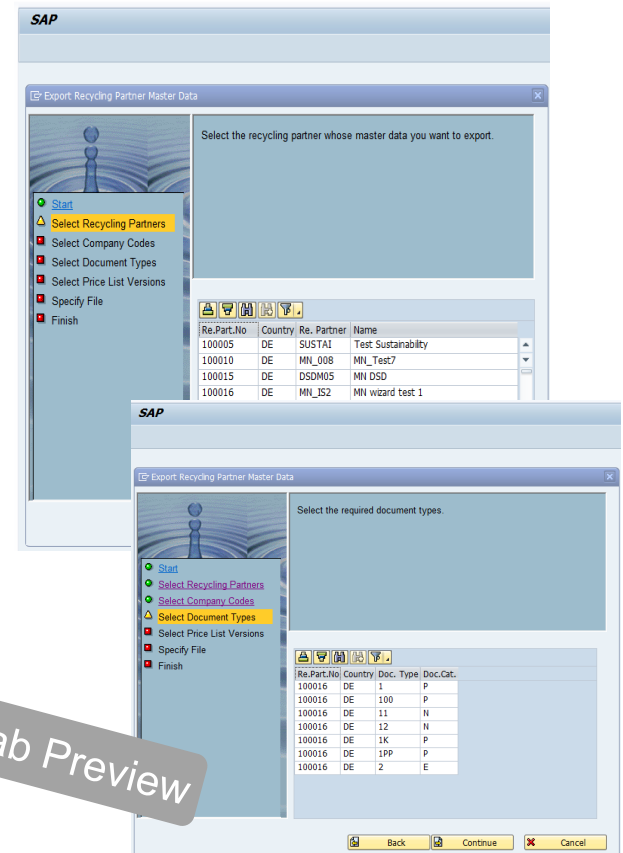 SAP
Export Recycling Partner Master Data
Select the recycling partner whose master data you want to export.
Start
Select Recycling Partners
Select Company Codes
Select Document Types
Select Price List Versions
Specify File
Finish
Re.Part.No Country Re. Partner Name
100005 DE SUSTAI Test Sustainability
100010 DE MN_008 MN_Test7
100015 DE DSDM05 MN DSD
100016 DE MN_IS2 MN wizard test 1
SAP
Export Recycling Partner Master Data
Select the required document types.
Start
Select Recycling Partners
Select Company Codes
Select Document Types
Select Price List Versions
Specify File
Finish
Re.Part.No Country Doc. Type Doc.Cat.
100016 DE 1 P
100016 DE 100 P
100016 DE 11 N
100016 DE 12 N
100016 DE 1K P
100016 DE 1PP P
100016 DE 2 E
Back Continue Cancel
ab Preview